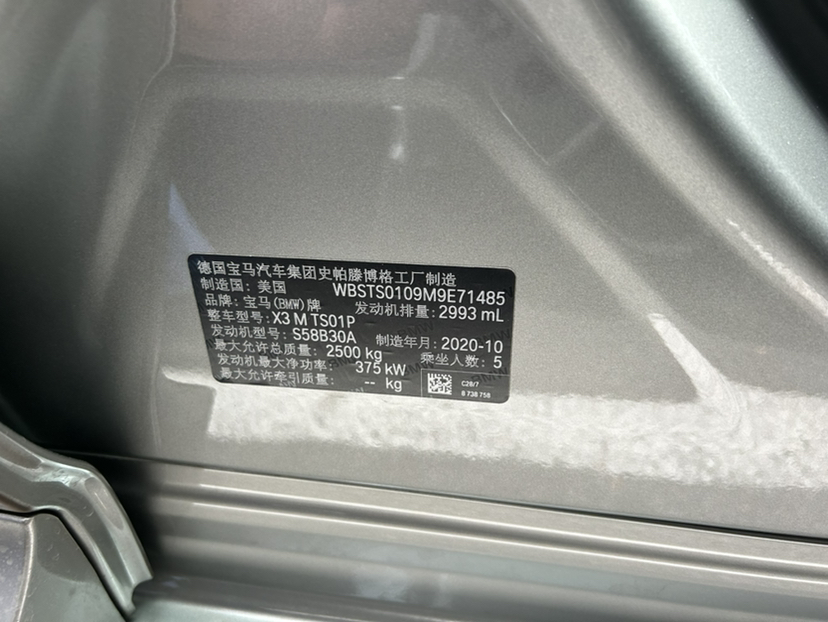 德国宝马汽车集团史帕滕博格工厂制造
制造国: 美国 WBSTS0109M9E71485
品牌: 宝马(BMW)牌 发动机排量: 2993 mL
整车型号: X3 M TS01P
发动机型号: S58B30A 制造年月: 2020-10
最大允许总质量: 2500 kg 乘坐人数: 5
发动机最大净功率: 375 kW
最大允许牵引质量: -- kg
C28/7
8 738 758